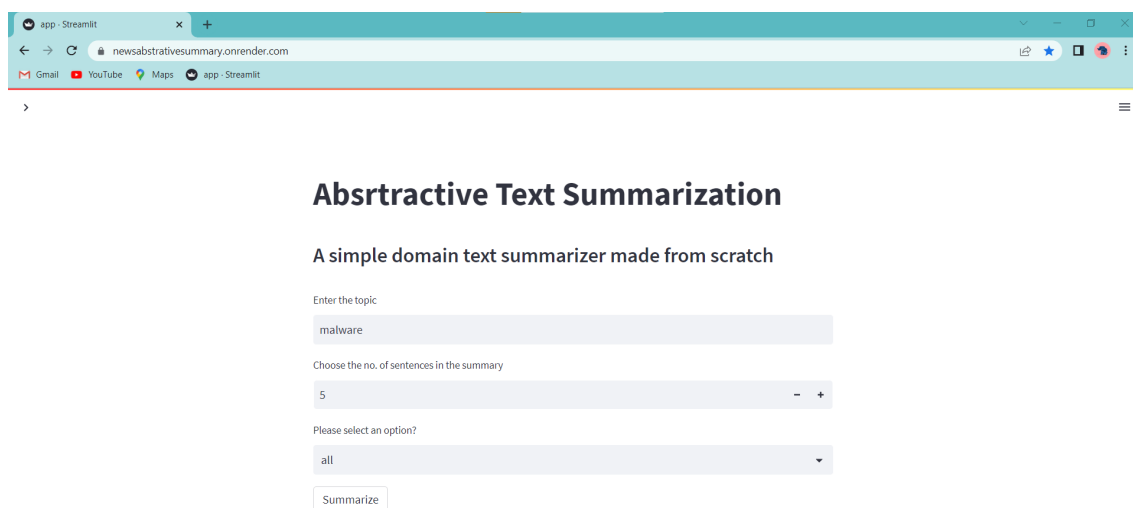 app · Streamlit
newsabstrativesummary.onrender.com
Gmail YouTube Maps app · Streamlit
Absrtractive Text Summarization
A simple domain text summarizer made from scratch
Enter the topic
malware
Choose the no. of sentences in the summary
5
Please select an option?
all
Summarize